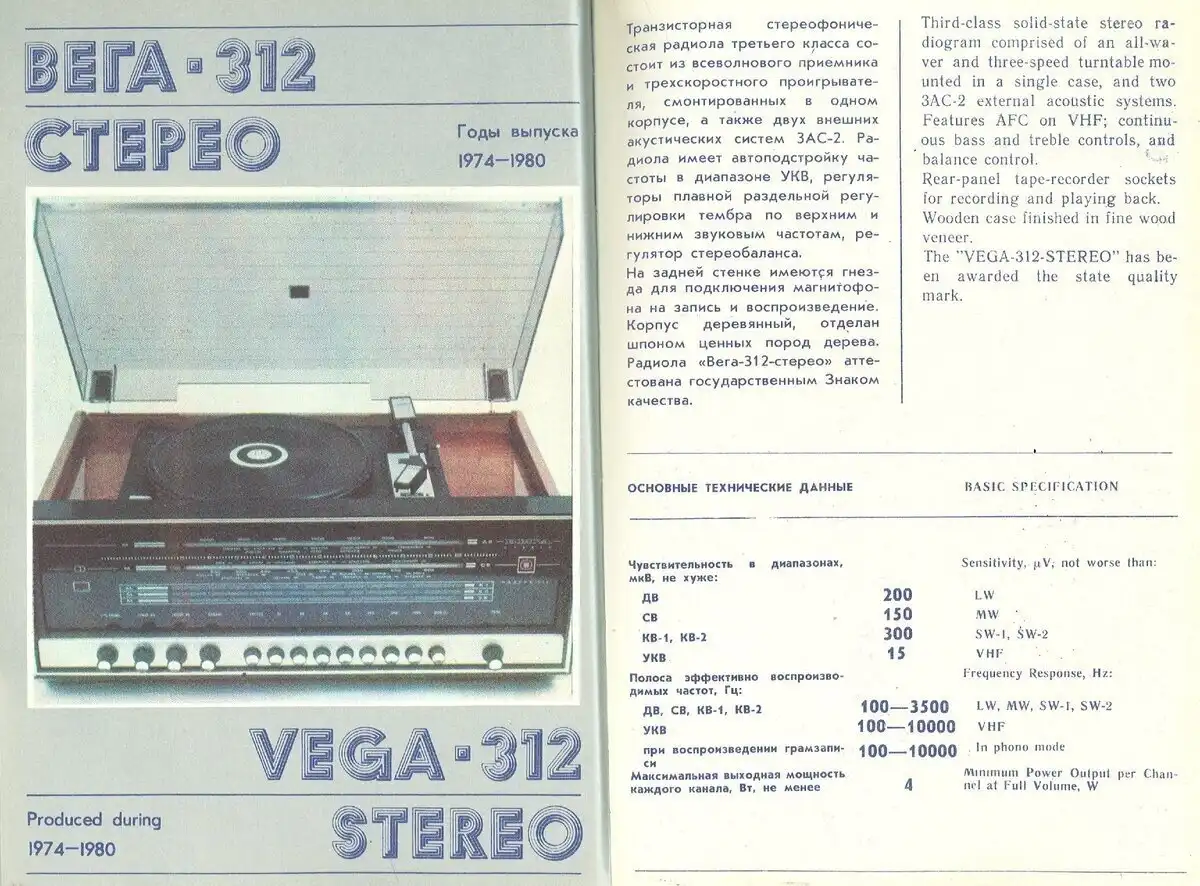 ВЕГА·312
СТЕРЕО
Годы выпуска
1974—1980
VEGA·312
STEREO
Produced during
1974—1980
Транзисторная стереофониче-
ская радиола третьего класса со-
стоит из всеволнового приемника
и трехскоростного проигрывате-
ля, смонтированных в одном
корпусе, а также двух внешних
акустических систем 3АС-2. Ра-
диола имеет автоподстройку ча-
стоты в диапазоне УКВ, регуля-
торы плавной раздельной регу-
лировки тембра по верхним и
нижним звуковым частотам, ре-
гулятор стереобаланса.
На задней стенке имеются гнез-
да для подключения магнитофо-
на на запись и воспроизведение.
Корпус деревянный, отделан
шпоном ценных пород дерева.
Радиола «Вега-312-стерео» атте-
стована государственным Знаком
качества.
Third-class solid-state stereo ra-
diogram comprised of an all-wa-
ver and three-speed turntable mo-
unted in a single case, and two
3AC-2 external acoustic systems.
Features AFC on VHF; continu-
ous bass and treble controls, and
balance control.
Rear-panel tape-recorder sockets
for recording and playing back.
Wooden case finished in fine wood
veneer.
The "VEGA-312-STEREO" has be-
en awarded the state quality
mark.
ОСНОВНЫЕ ТЕХНИЧЕСКИЕ ДАННЫЕ
BASIC SPECIFICATION
Чувствительность в диапазонах,
мкВ, не хуже:
Sensitivity, μV, not worse than:
ДВ 200 LW
СВ 150 MW
КВ-1, КВ-2 300 SW-1, SW-2
УКВ 15 VHF
Полоса эффективно воспроизво-
димых частот, Гц:
Frequency Response, Hz:
ДВ, СВ, КВ-1, КВ-2 100—3500 LW, MW, SW-1, SW-2
УКВ 100—10000 VHF
при воспроизведении грамзапи-
си 100—10000 In phono mode
Максимальная выходная мощность
каждого канала, Вт, не менее 4
Minimum Power Output per Chan-
nel at Full Volume, W